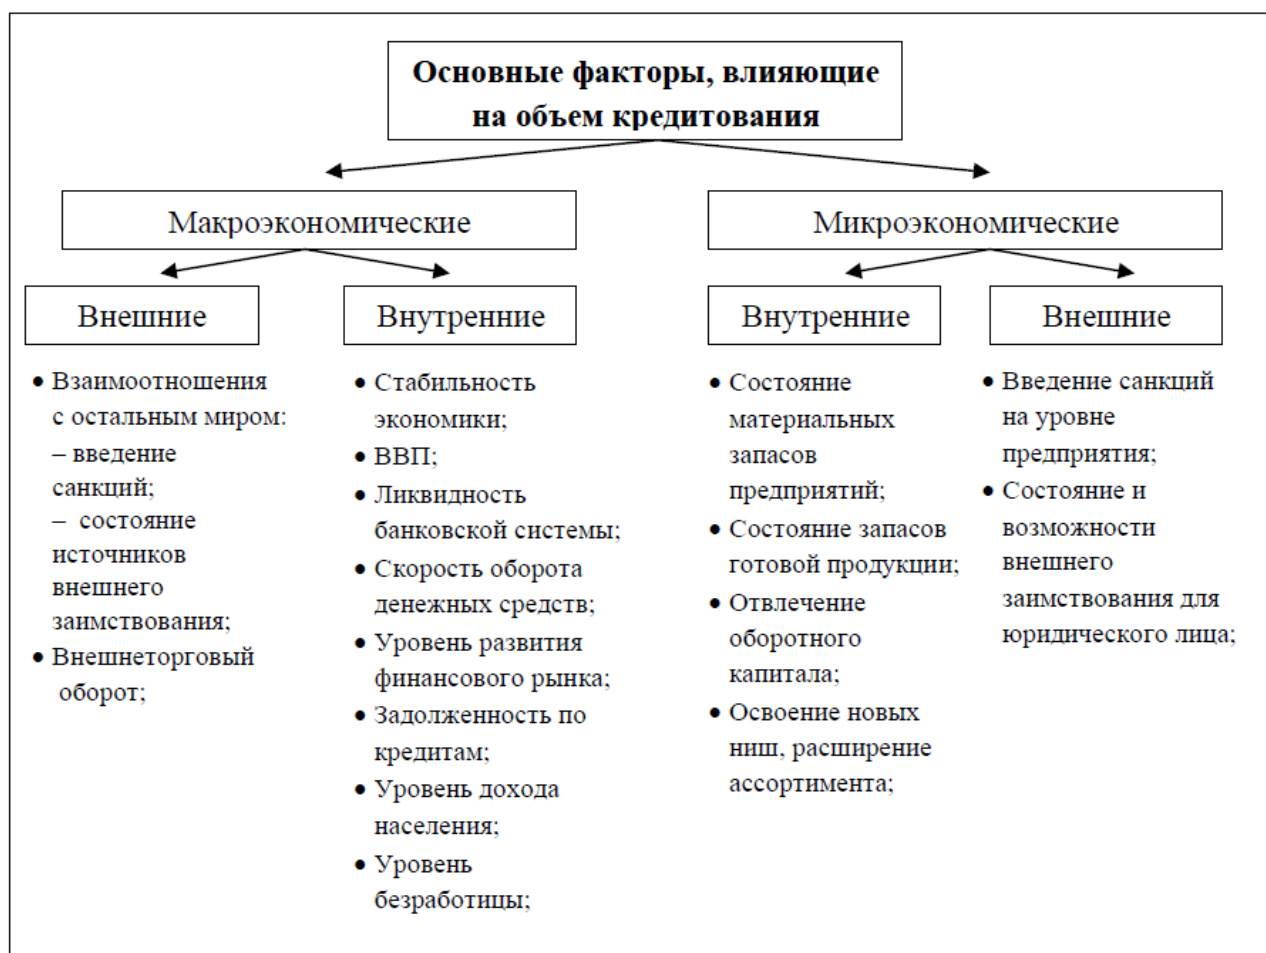 Основные факторы, влияющие
на объем кредитования
Макроэкономические
Микроэкономические
Внешние
Внутренние
Внутренние
Внешние
• Взаимоотношения
с остальным миром:
– введение
санкций;
– состояние
источников
внешнего
заимствования;
• Внешнеторговый
оборот;
• Стабильность
экономики;
• ВВП;
• Ликвидность
банковской системы;
• Скорость оборота
денежных средств;
• Уровень развития
финансового рынка;
• Задолженность по
кредитам;
• Уровень дохода
населения;
• Уровень
безработицы;
• Состояние
материальных
запасов
предприятий;
• Состояние запасов
готовой продукции;
• Отвлечение
оборотного
капитала;
• Освоение новых
ниш, расширение
ассортимента;
• Введение санкций
на уровне
предприятия;
• Состояние и
возможности
внешнего
заимствования для
юридического лица;